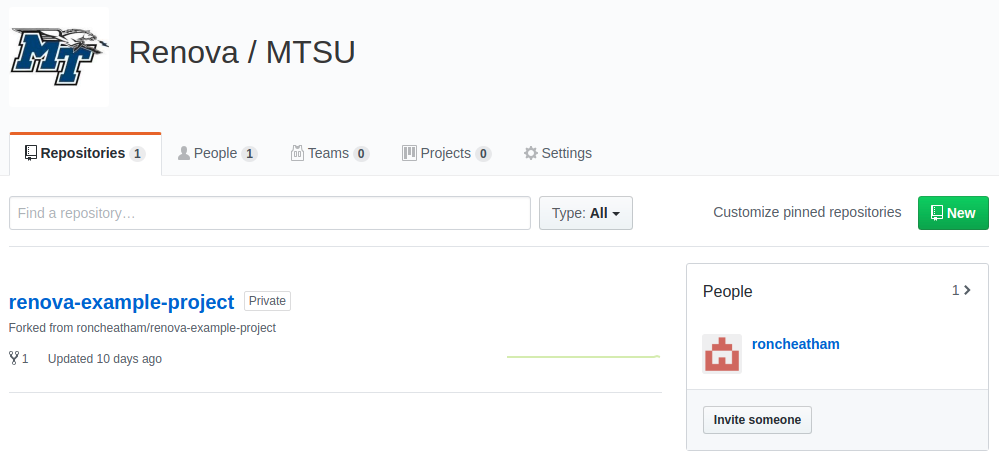 MT
Renova / MTSU
Repositories 1 People 1 Teams 0 Projects 0 Settings
Find a repository… Type: All Customize pinned repositories New
renova-example-project Private
Forked from roncheatham/renova-example-project
1 Updated 10 days ago
People 1
roncheatham
Invite someone